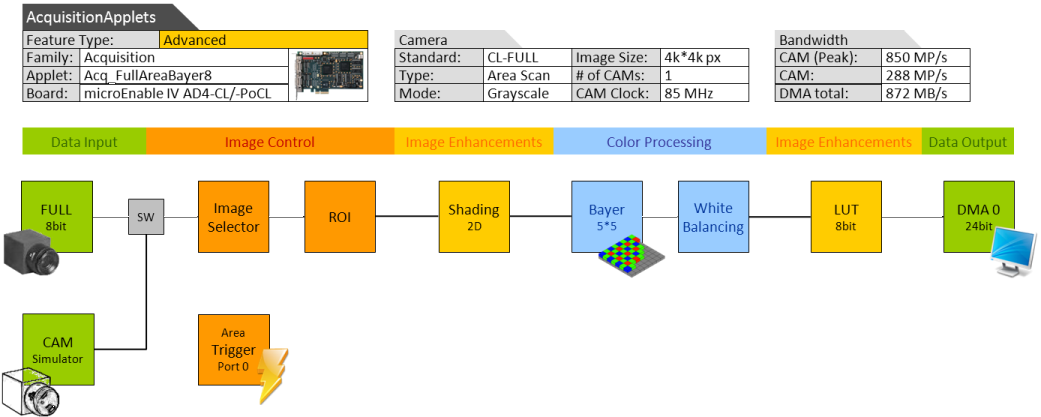 AcquisitionApplets
Feature Type: Advanced
Family: Acquisition
Applet: Acq_FullAreaBayer8
Board: microEnable IV AD4-CL/-PoCL
Camera
Standard: CL-FULL Image Size: 4k*4k px
Type: Area Scan # of CAMs: 1
Mode: Grayscale CAM Clock: 85 MHz
Bandwidth
CAM (Peak): 850 MP/s
CAM: 288 MP/s
DMA total: 872 MB/s
Data Input Image Control Image Enhancements Color Processing Image Enhancements Data Output
FULL
8bit
SW
Image
Selector
ROI
Shading
2D
Bayer
5*5
White
Balancing
LUT
8bit
DMA 0
24bit
CAM
Simulator
Area
Trigger
Port 0